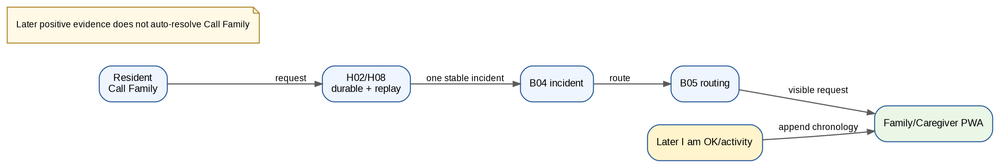 Later positive evidence does not auto-resolve Call Family
Resident
Call Family
request
H02/H08
durable + replay
one stable incident
B04 incident
route
B05 routing
visible request
Later I am OK/activity
append chronology
Family/Caregiver PWA